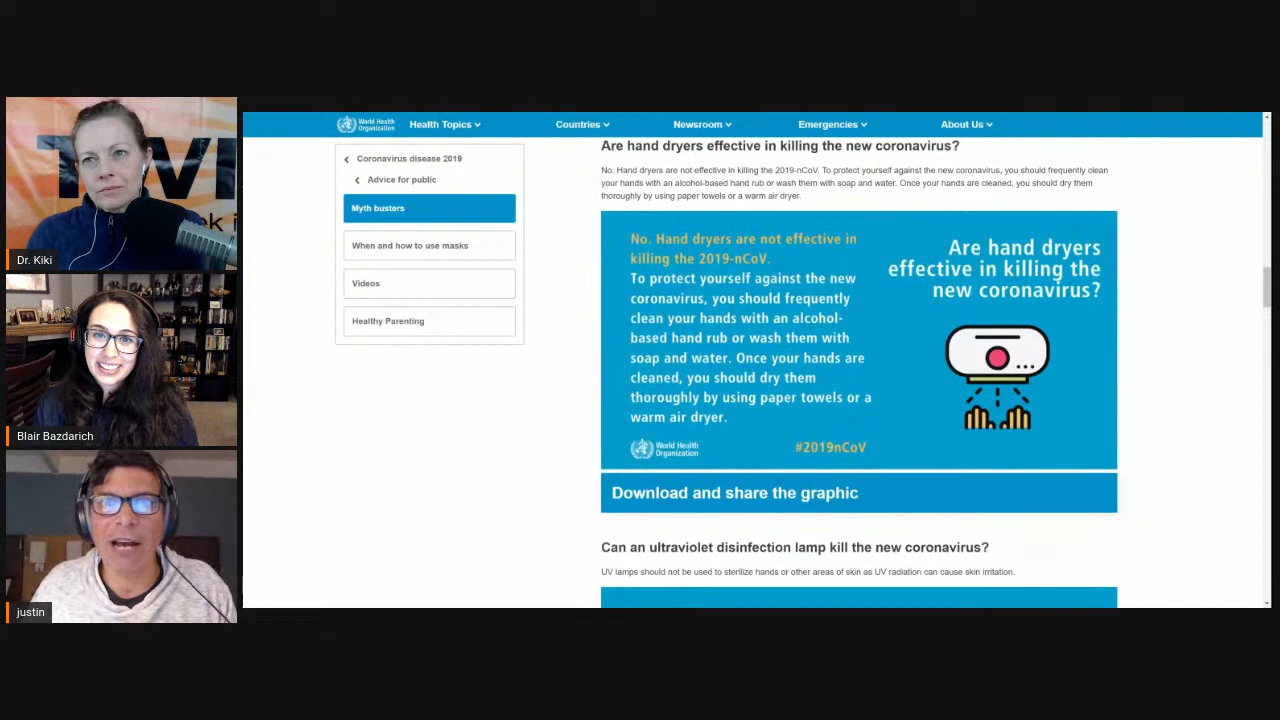 TWI
k i
Dr. Kiki
Blair Bazdarich
justin
World Health
Organization
Health Topics
Countries
Newsroom
Emergencies
About Us
Coronavirus disease 2019
Advice for public
Myth busters
When and how to use masks
Videos
Healthy Parenting
Are hand dryers effective in killing the new coronavirus?
No. Hand dryers are not effective in killing the 2019-nCoV. To protect yourself against the new coronavirus, you should frequently clean
your hands with an alcohol-based hand rub or wash them with soap and water. Once your hands are cleaned, you should dry them
thoroughly by using paper towels or a warm air dryer.
No. Hand dryers are not effective in
killing the 2019-nCoV.
To protect yourself against the new
coronavirus, you should frequently
clean your hands with an alcohol-
based hand rub or wash them with
soap and water. Once your hands are
cleaned, you should dry them
thoroughly by using paper towels or a
warm air dryer.
World Health
Organization
#2019nCoV
Are hand dryers
effective in killing the
new coronavirus?
Download and share the graphic
Can an ultraviolet disinfection lamp kill the new coronavirus?
UV lamps should not be used to sterilize hands or other areas of skin as UV radiation can cause skin irritation.